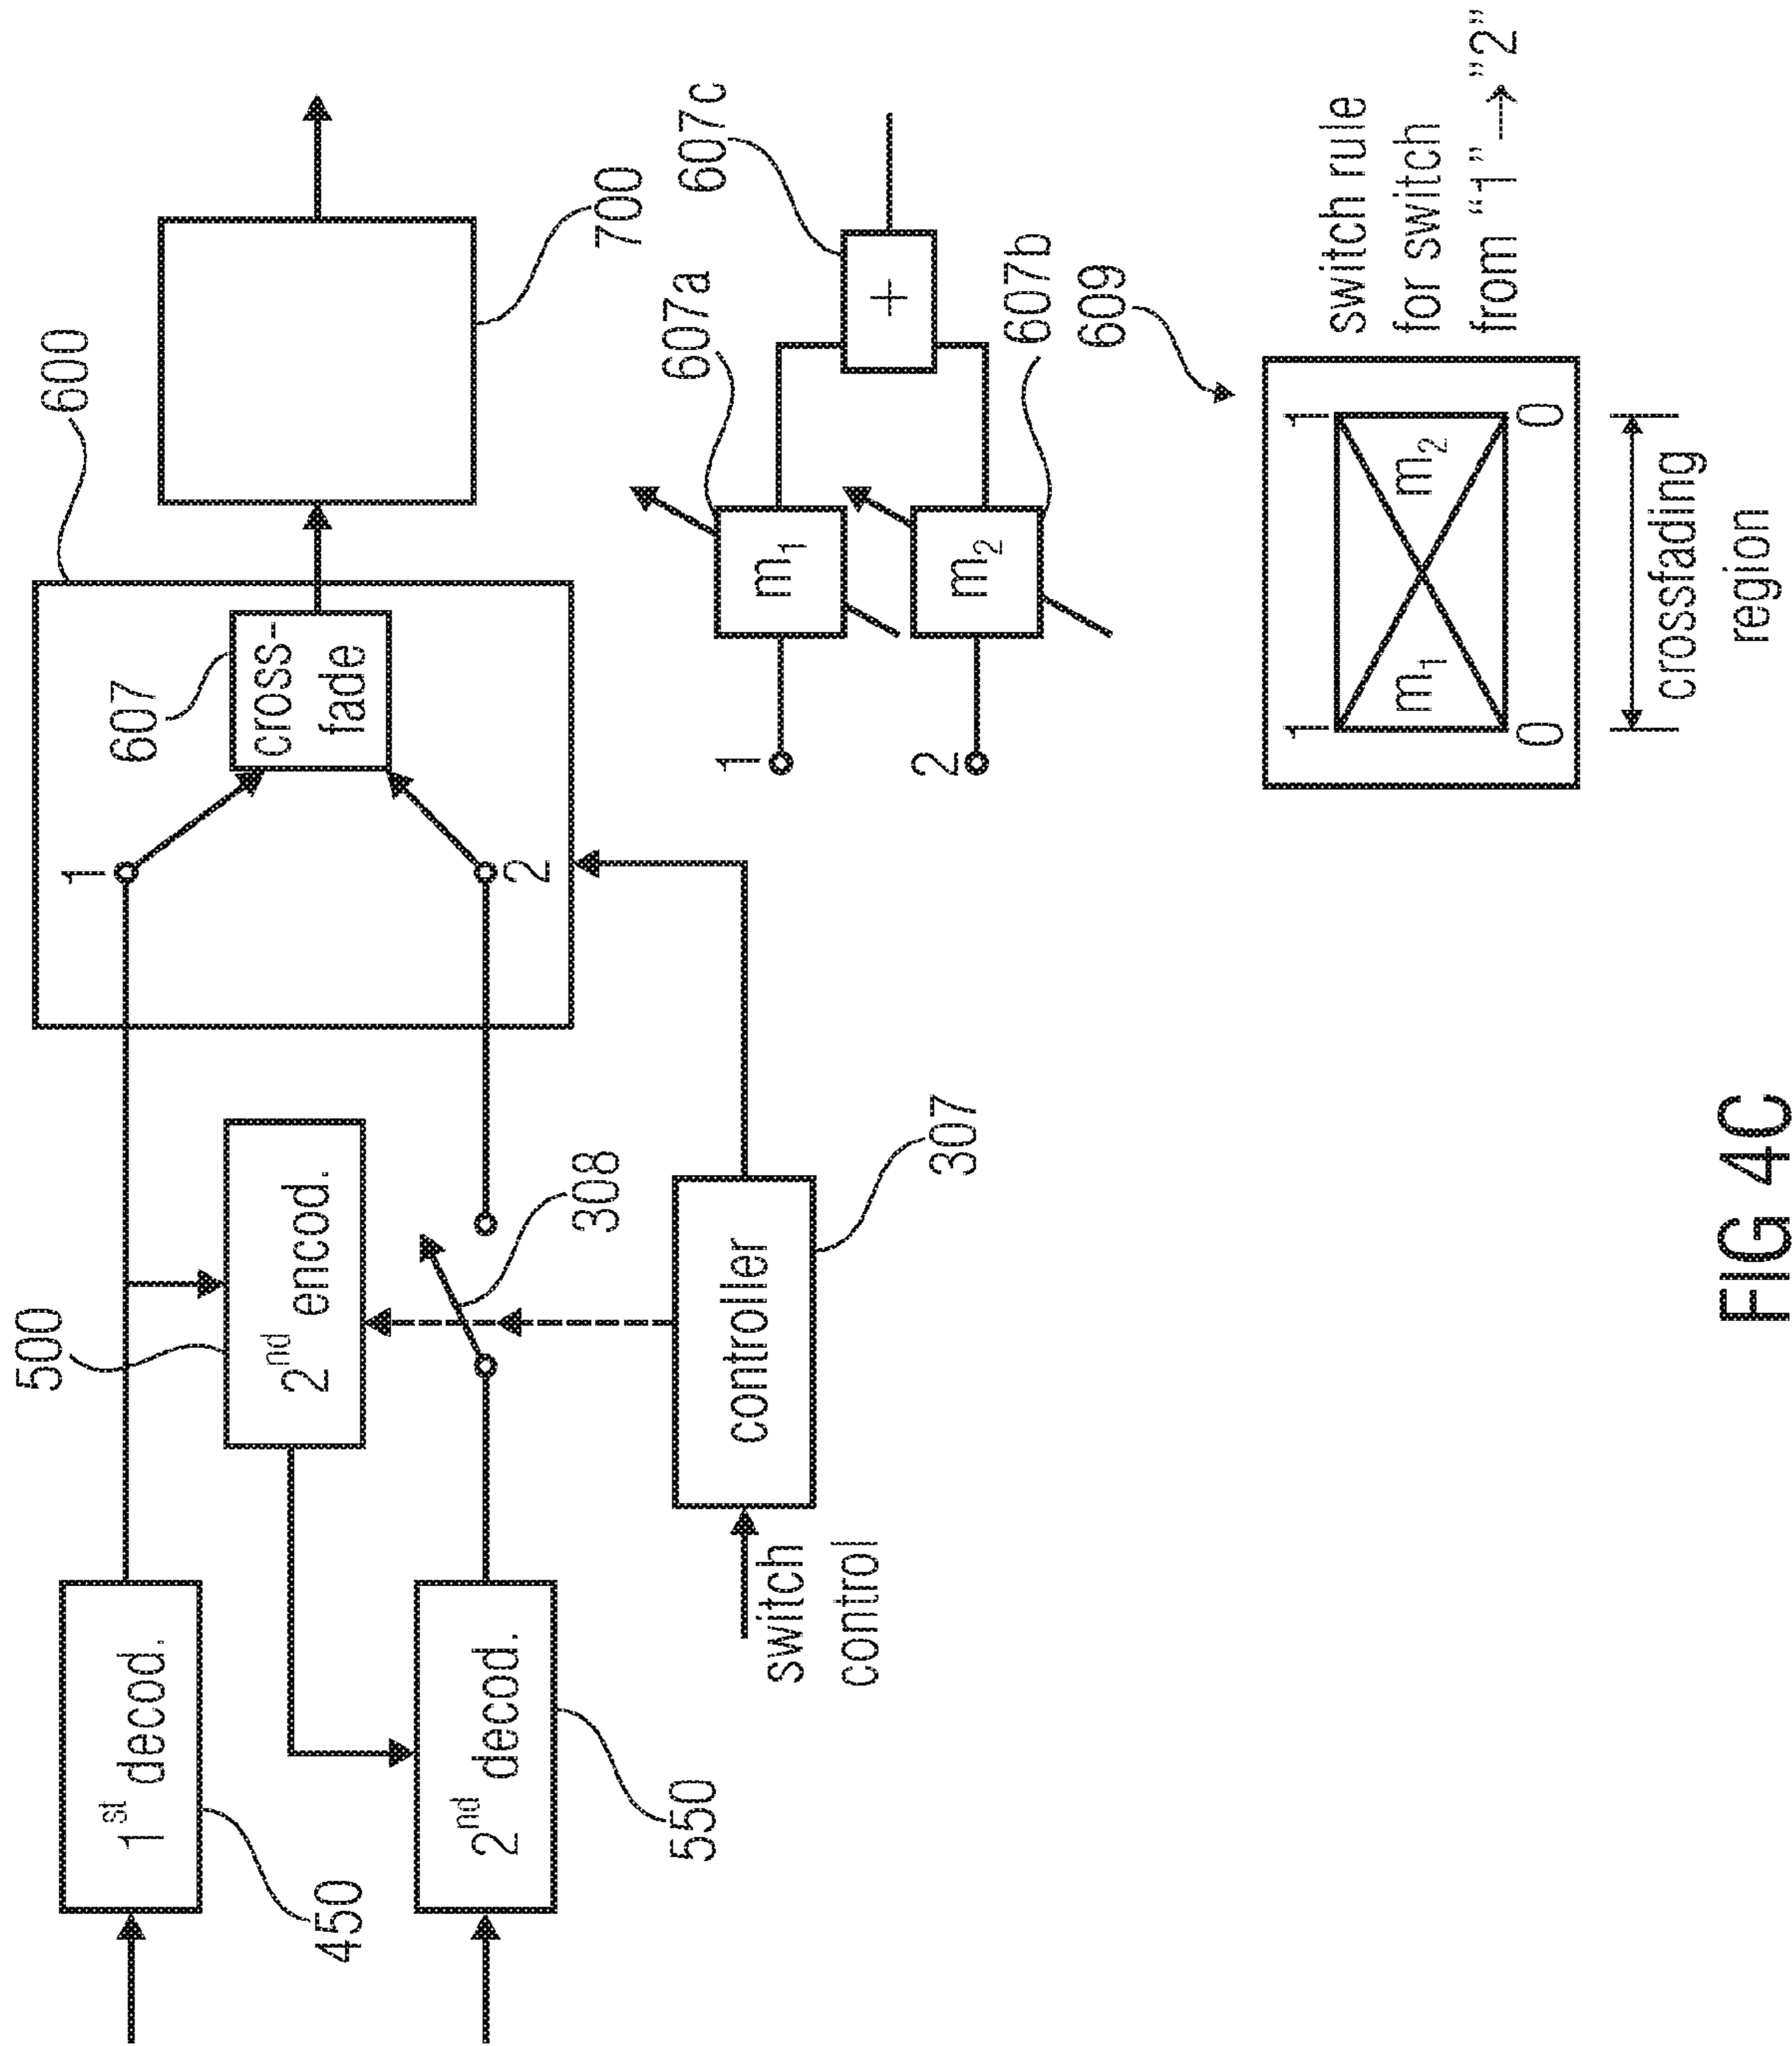 600
500
1
607
cross-
fade
1st decod.
2nd encod.
450
2
700
308
2nd decod.
550
controller
307
switch
control
607a
607c
1
m1
2
m2
607b
609
1
1
m1
m2
0
0
switch rule
for switch
from “1” → ”2”
crossfading
region
FIG 4C